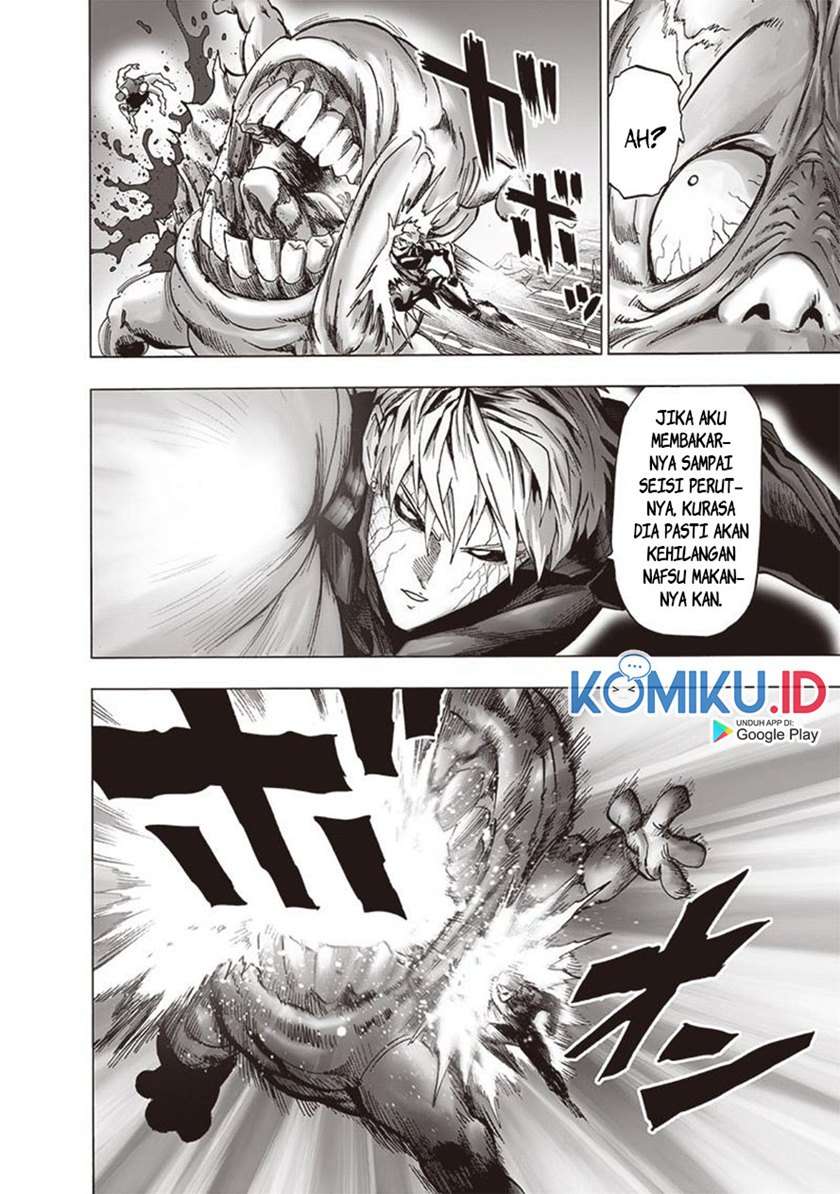 AH?
ガ
ボッ
JIKA AKU
MEMBAKAR-
NYA SAMPAI
SEISI PERUT-
NYA, KURASA
DIA PASTI AKAN
KEHILANGAN
NAFSU MAKAN-
NYA KAN.
KOMIKU.ID
UNDUH APP DI:
Google Play
ボオン